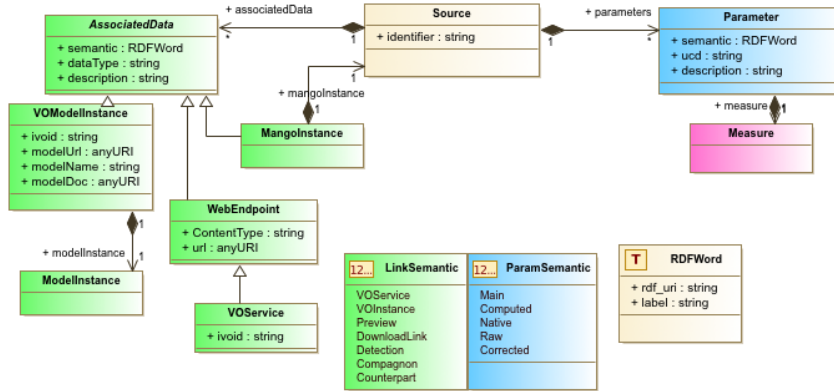 AssociatedData
+ semantic : RDFWord
+ dataType : string
+ description : string
+ associatedData
*
1
Source
+ identifier : string
1
+ parameters
*
Parameter
+ semantic : RDFWord
+ ucd : string
+ description : string
+ measure
1
Measure
1
+ mangoInstance
1
MangoInstance
VOModelInstance
+ ivoid : string
+ modelUrl : anyURI
+ modelName : string
+ modelDoc : anyURI
1
+ modelInstance
1
ModelInstance
WebEndpoint
+ ContentType : string
+ url : anyURI
VOService
+ ivoid : string
12... LinkSemantic
VOService
VOInstance
Preview
DownloadLink
Detection
Compagnon
Counterpart
12... ParamSemantic
Main
Computed
Native
Raw
Corrected
T RDFWord
+ rdf_uri : string
+ label : string